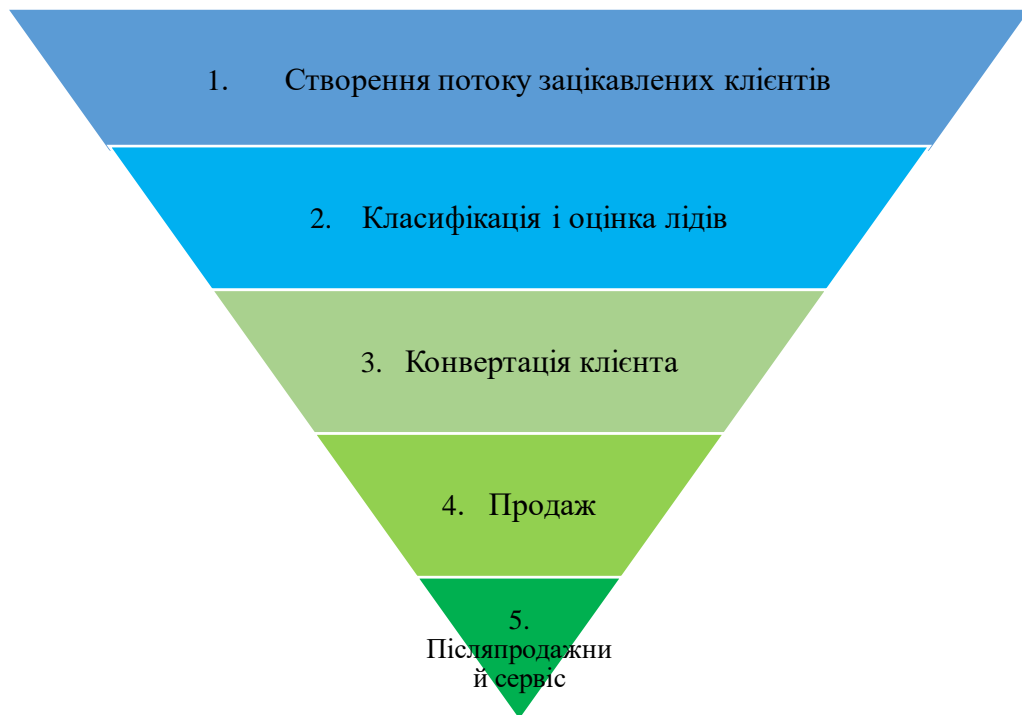 1. Створення потоку зацікавлених клієнтів
2. Класифікація і оцінка лідів
3. Конвертація клієнта
4. Продаж
5.
Післяпродажни
й сервіс